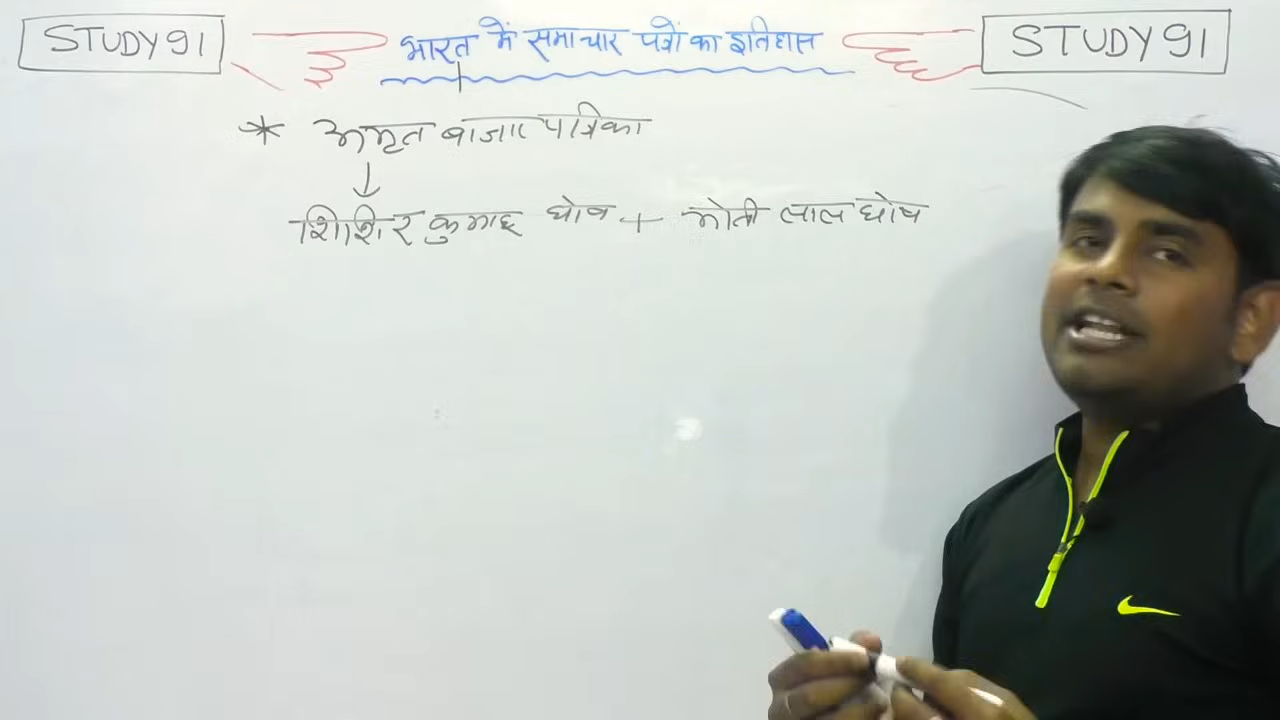 STUDY91 भारत में समाचार पत्रों का इतिहास STUDY91
* अमृत बाजार पत्रिका
↓
शिशिर कुमार घोष + मोती लाल घोष